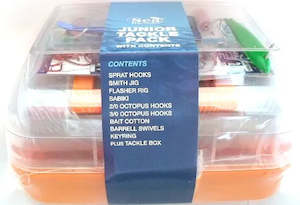 JUNIOR
TACKLE
PACK
WITH CONTENTS
CONTENTS
SPRAT HOOKS
SMITH JIG
FLASHER RIG
SABIKI
2/0 OCTOPUS HOOKS
3/0 OCTOPUS HOOKS
BAIT COTTON
BARRELL SWIVELS
KEYRING
PLUS TACKLE BOX